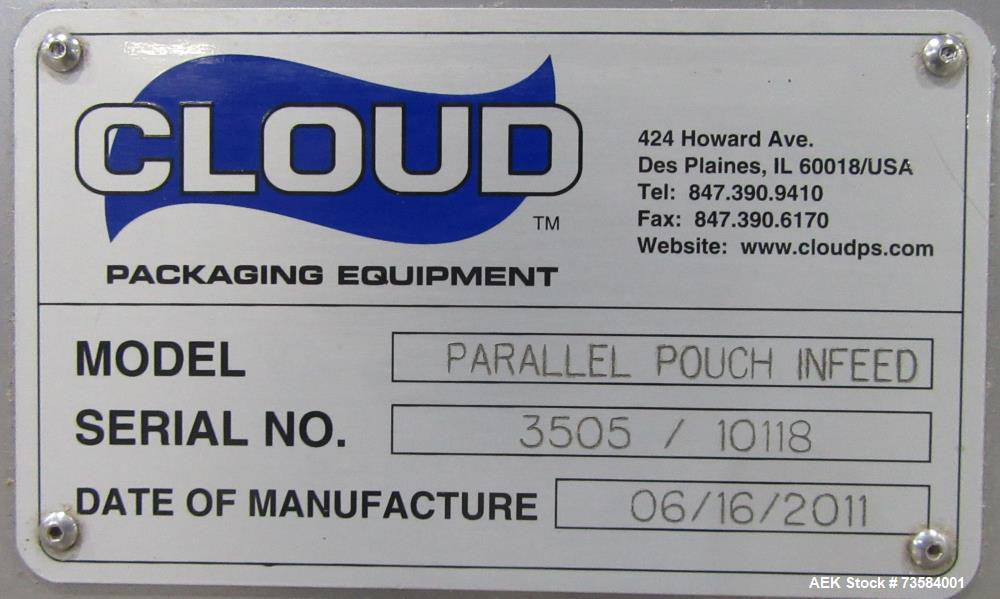 CLOUD
TM
PACKAGING EQUIPMENT
424 Howard Ave.
Des Plaines, IL 60018/USA
Tel: 847.390.9410
Fax: 847.390.6170
Website: www.cloudps.com
MODEL PARALLEL POUCH INFEED
SERIAL NO. 3505 / 10118
DATE OF MANUFACTURE 06/16/2011
AEK Stock # 73584001